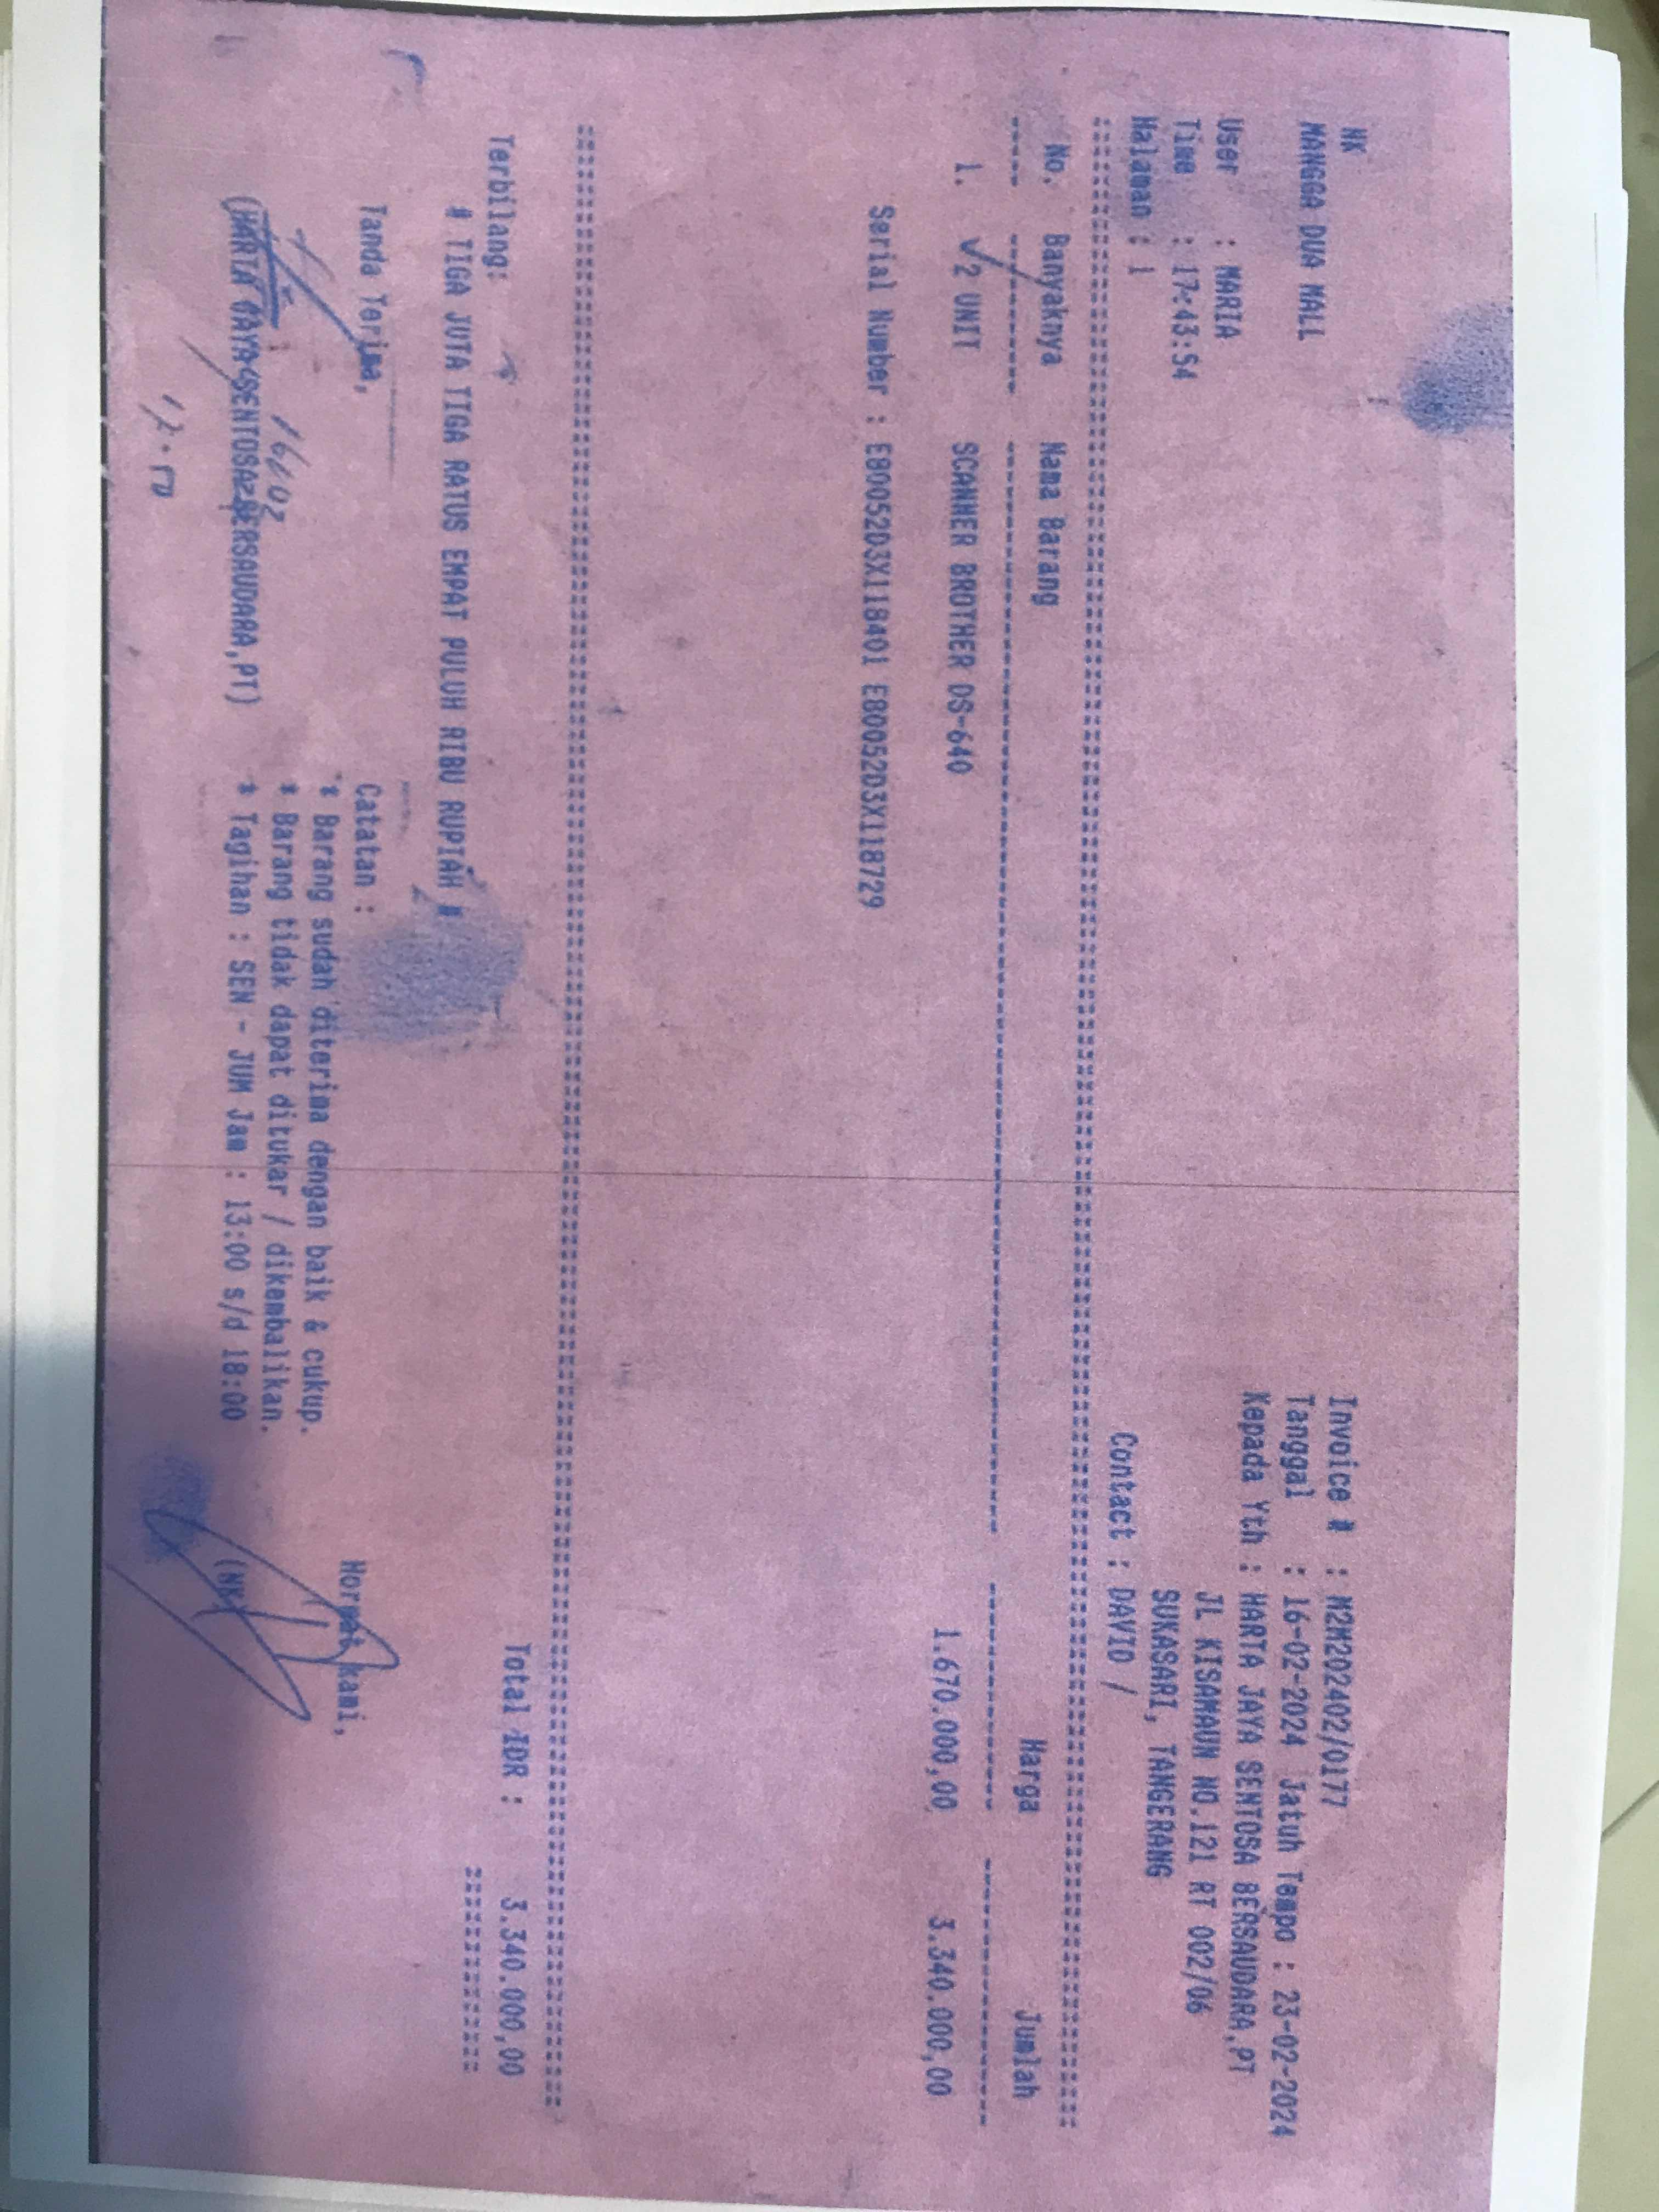 NK
MANGGA DUA MALL
Invoice # : M2M202402/0177
Tanggal : 16-02-2024 Jatuh Tempo : 23-02-2024
User : MARIA
Kepada Yth : HARTA JAYA SENTOSA BERSAUDARA,PT
Time : 17:43:54
JL KISAMAUN NO.121 RT 002/06
Halaman : 1
SUKASARI, TANGERANG
Contact : DAVID /
No. Banyaknya Nama Barang Harga Jumlah
1. 2 UNIT SCANNER BROTHER DS-640 1.670.000,00 3.340.000,00
Serial Number : E80052D3X118401 E80052D3X118729
Total IDR : 3.340.000,00
Terbilang:
# TIGA JUTA TIGA RATUS EMPAT PULUH RIBU RUPIAH #
Tanda Terima, Catatan : Hormat kami,
* Barang sudah diterima dengan baik & cukup.
16/02
* Barang tidak dapat ditukar / dikembalikan.
(HARTA JAYA SENTOSA BERSAUDARA,PT) * Tagihan : SEN - JUM Jam : 13:00 s/d 18:00 (NK